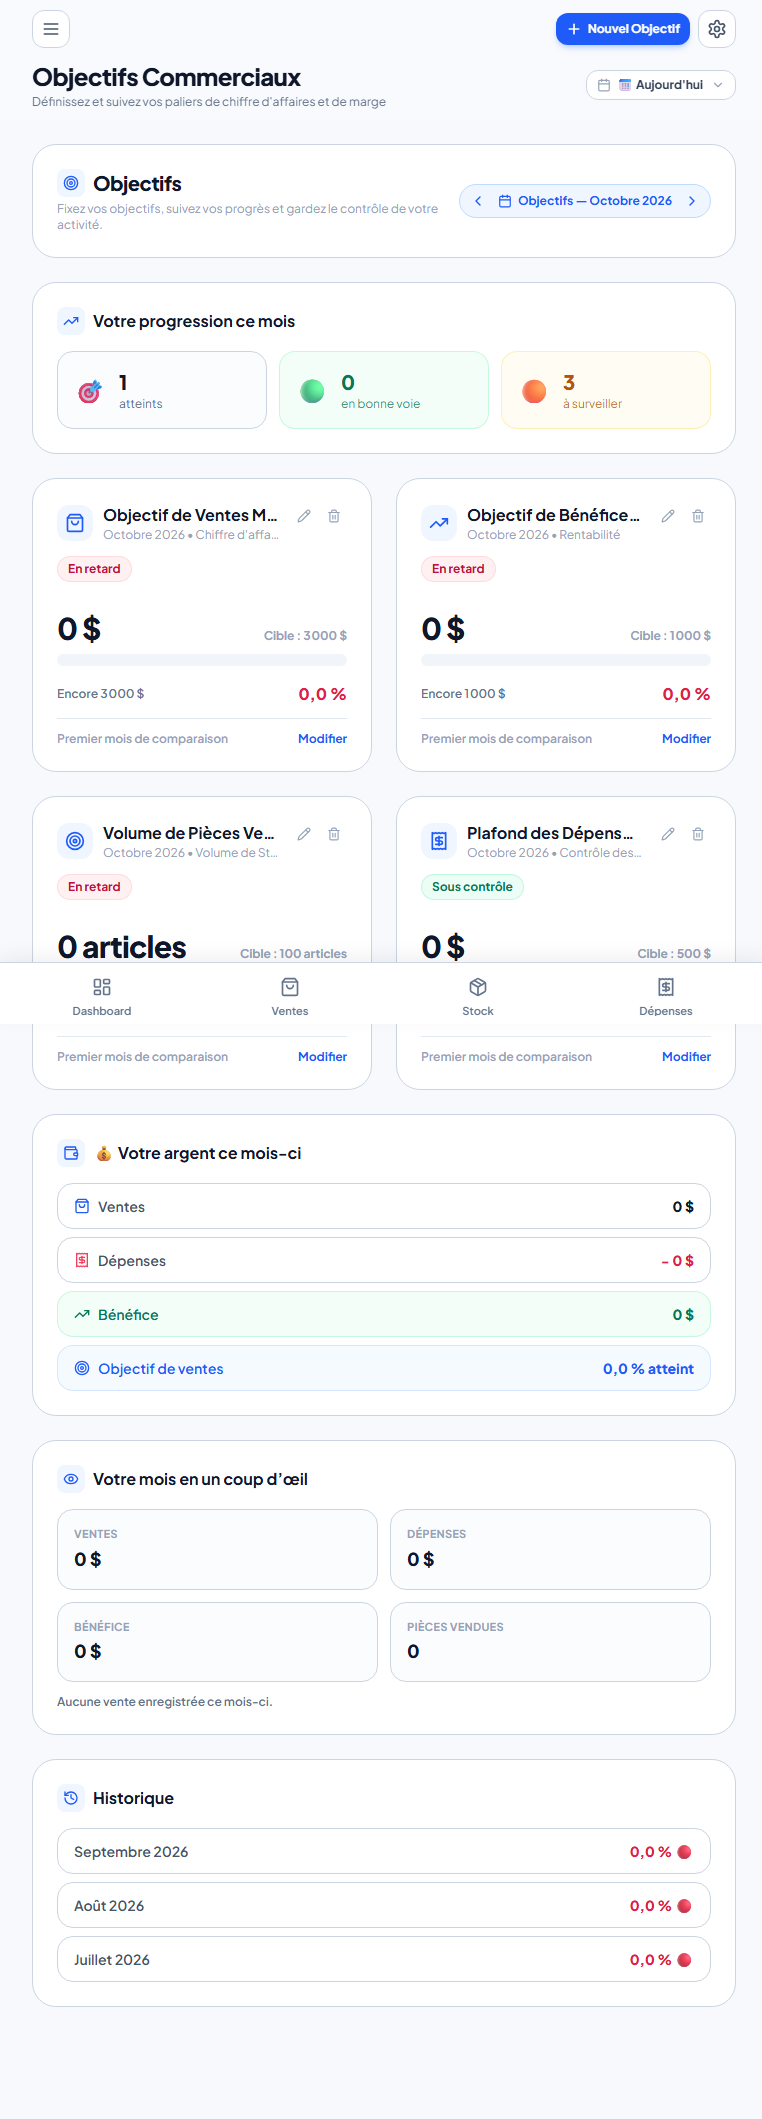 Nouvel Objectif
Objectifs Commerciaux
Définissez et suivez vos paliers de chiffre d'affaires et de marge
Aujourd'hui
Objectifs
Fixez vos objectifs, suivez vos progrès et gardez le contrôle de votre
activité.
Objectifs — Octobre 2026
Votre progression ce mois
1
atteints
0
en bonne voie
3
à surveiller
Objectif de Ventes M...
Octobre 2026 • Chiffre d'affa...
En retard
0 $
Cible : 3 000 $
Encore 3 000 $
0,0 %
Premier mois de comparaison
Modifier
Objectif de Bénéfice...
Octobre 2026 • Rentabilité
En retard
0 $
Cible : 1 000 $
Encore 1 000 $
0,0 %
Premier mois de comparaison
Modifier
Volume de Pièces Ve...
Octobre 2026 • Volume de St...
En retard
0 articles
Cible : 100 articles
Plafond des Dépens...
Octobre 2026 • Contrôle des...
Sous contrôle
0 $
Cible : 500 $
Dashboard
Ventes
Stock
Dépenses
Premier mois de comparaison
Modifier
Premier mois de comparaison
Modifier
Votre argent ce mois-ci
Ventes
0 $
Dépenses
- 0 $
Bénéfice
0 $
Objectif de ventes
0,0 % atteint
Votre mois en un coup d’œil
VENTES
0 $
DÉPENSES
0 $
BÉNÉFICE
0 $
PIÈCES VENDUES
0
Aucune vente enregistrée ce mois-ci.
Historique
Septembre 2026
0,0 %
Août 2026
0,0 %
Juillet 2026
0,0 %